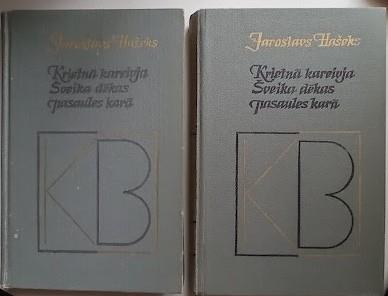 Jaroslavs Hašeks
Krietnā kareivja
Šveika dēkas
pasaules karā
KB
Jaroslavs Hašeks
Krietnā kareivja
Šveika dēkas
pasaules karā
KB